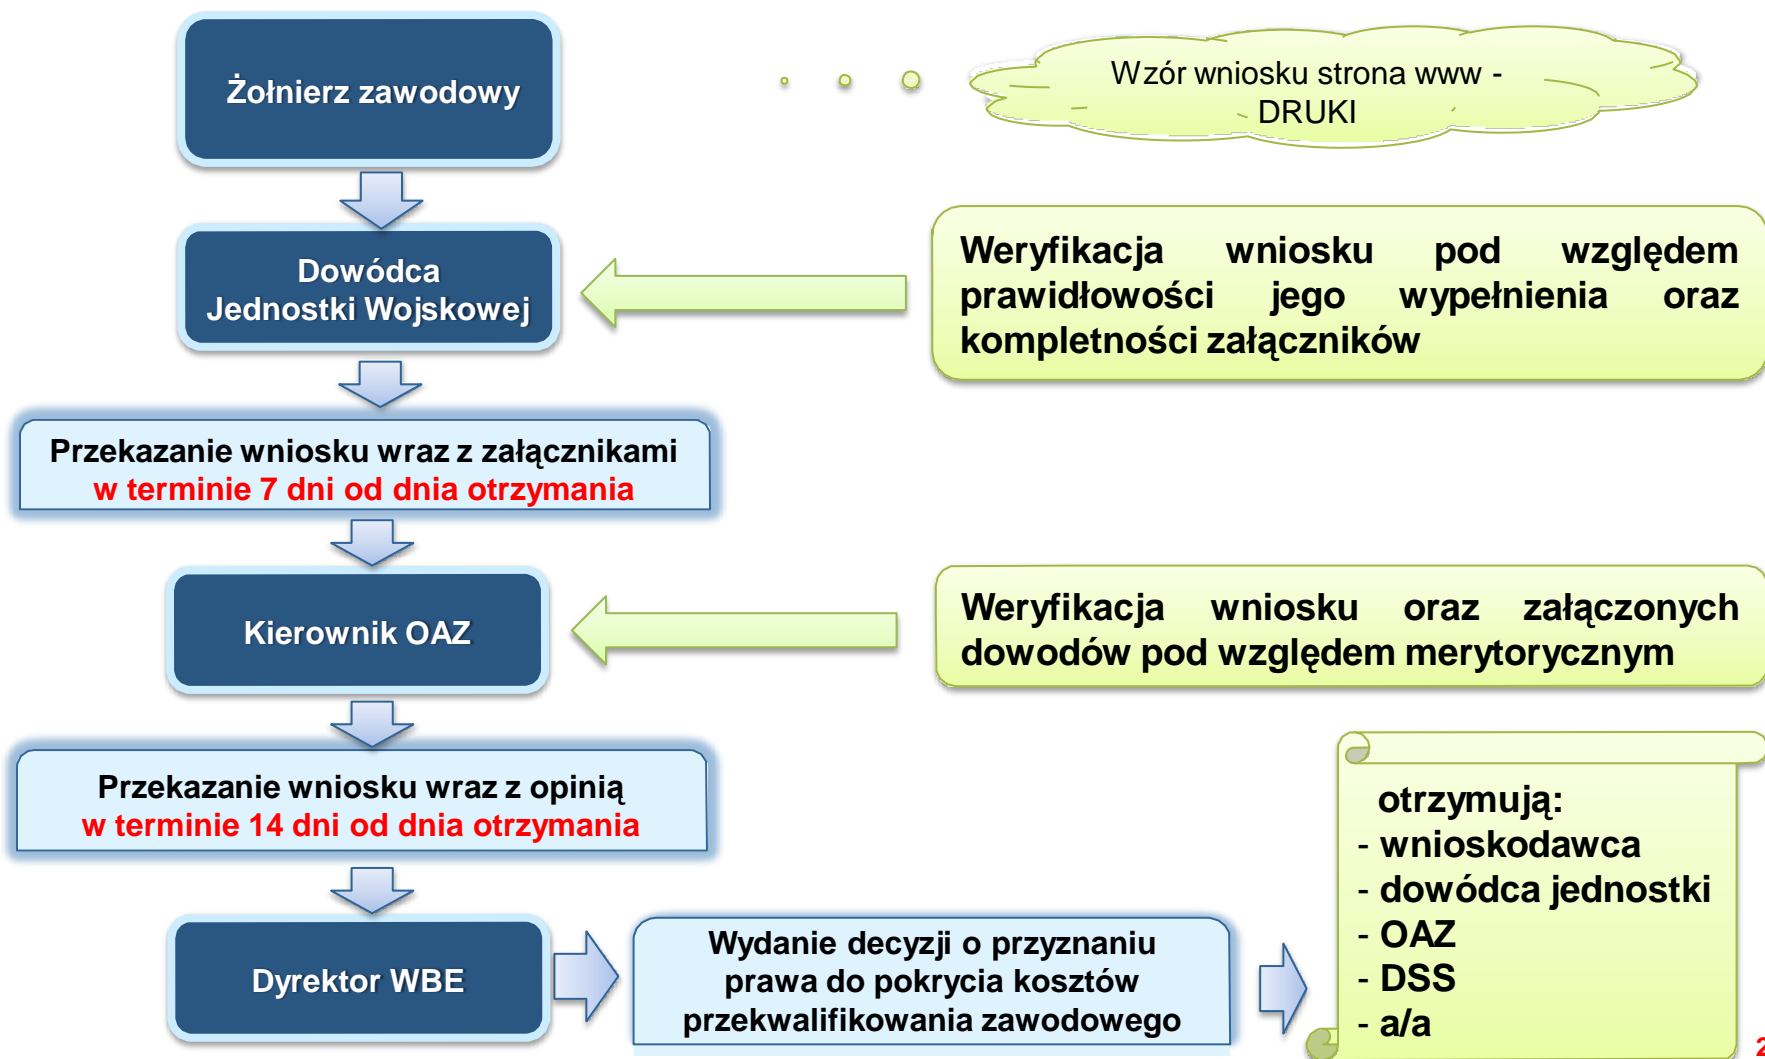 Żołnierz zawodowy
Wzór wniosku strona www -
DRUKI
Dowódca
Jednostki Wojskowej
Weryfikacja wniosku pod względem
prawidłowości jego wypełnienia oraz
kompletności załączników
Przekazanie wniosku wraz z załącznikami
w terminie 7 dni od dnia otrzymania
Kierownik OAZ
Weryfikacja wniosku oraz załączonych
dowodów pod względem merytorycznym
Przekazanie wniosku wraz z opinią
w terminie 14 dni od dnia otrzymania
Dyrektor WBE
Wydanie decyzji o przyznaniu
prawa do pokrycia kosztów
przekwalifikowania zawodowego
otrzymują:
- wnioskodawca
- dowódca jednostki
- OAZ
- DSS
- a/a
2